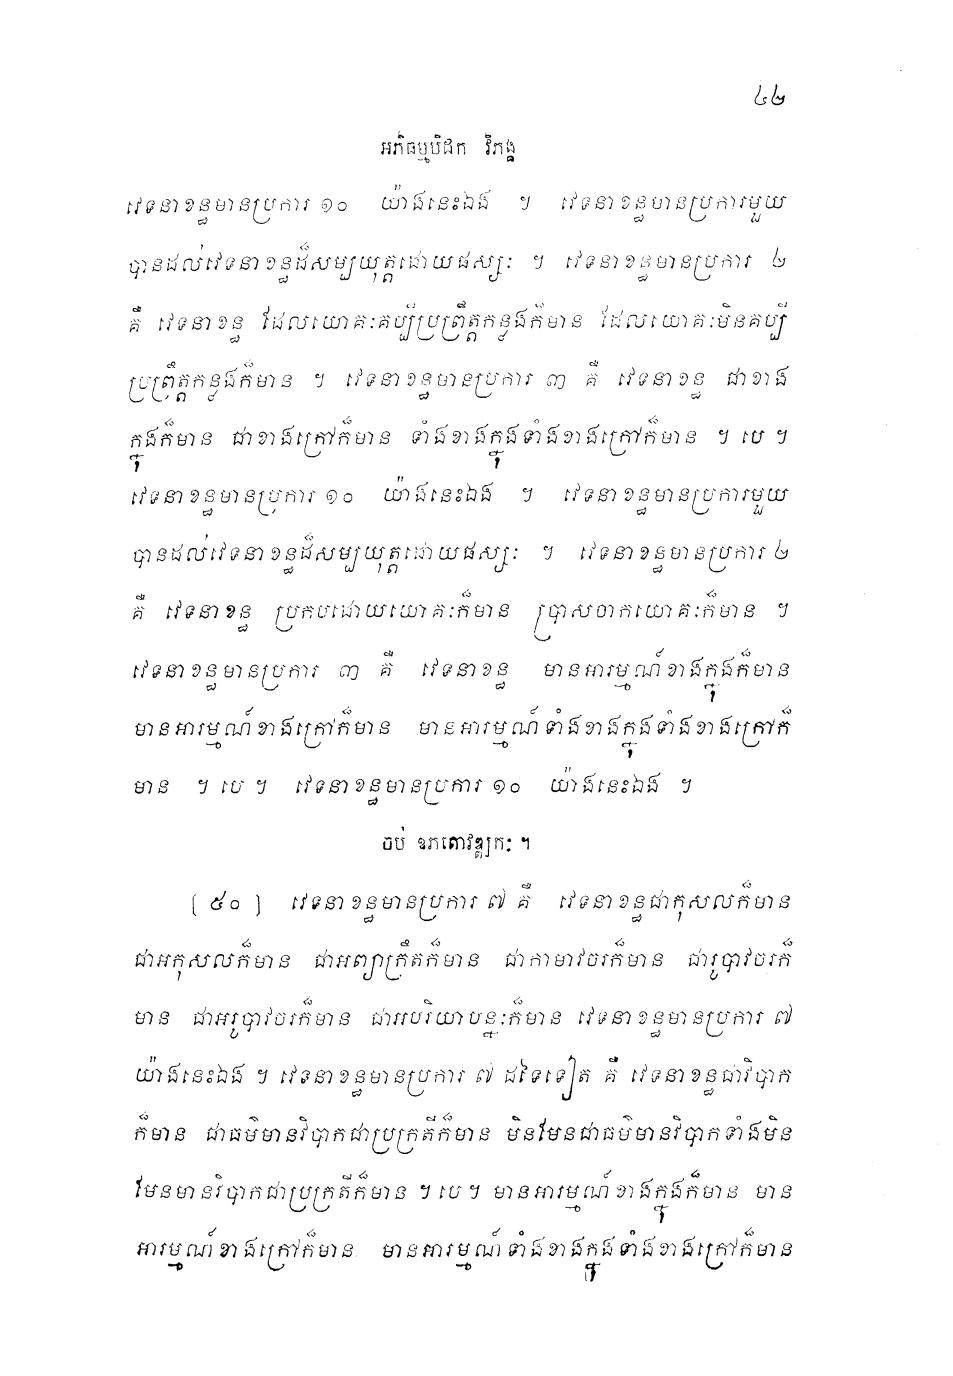 ៤២
អភិធម្មបិដក វិភង្គ
វេទនាខន្ធមានប្រការ ១០ យ៉ាងនេះឯង ។ វេទនាខន្ធមានប្រការមួយ
បានដល់វេទនាខន្ធដ៏សម្បយុត្តដោយផស្សៈ ។ វេទនាខន្ធមានប្រការ ២
គឺ វេទនាខន្ធ ដែលយោគៈគប្បីប្រព្រឹត្តកន្លងក៏មាន ដែលយោគៈមិនគប្បី
ប្រព្រឹត្តកន្លងក៏មាន ។ វេទនាខន្ធមានប្រការ ៣ គឺ វេទនាខន្ធ ជាខាង
ក្នុងក៏មាន ជាខាងក្រៅក៏មាន ទាំងខាងក្នុងទាំងខាងក្រៅក៏មាន ។ បេ ។
វេទនាខន្ធមានប្រការ ១០ យ៉ាងនេះឯង ។ វេទនាខន្ធមានប្រការមួយ
បានដល់វេទនាខន្ធដ៏សម្បយុត្តដោយផស្សៈ ។ វេទនាខន្ធមានប្រការ ២
គឺ វេទនាខន្ធ ប្រកបដោយយោគៈក៏មាន ប្រាសចាកយោគៈក៏មាន ។
វេទនាខន្ធមានប្រការ ៣ គឺ វេទនាខន្ធ មានអារម្មណ៍ខាងក្នុងក៏មាន
មានអារម្មណ៍ខាងក្រៅក៏មាន មានអារម្មណ៍ទាំងខាងក្នុងទាំងខាងក្រៅក៏
មាន ។ បេ ។ វេទនាខន្ធមានប្រការ ១០ យ៉ាងនេះឯង ។
ចប់ ឧភតោវឌ្ឍកៈ ។
[ ៥០ ] វេទនាខន្ធមានប្រការ ៧ គឺ វេទនាខន្ធជាកុសលក៏មាន
ជាអកុសលក៏មាន ជាអព្យាក្រឹតក៏មាន ជាកាមាវចរក៏មាន ជារូបាវចរក៏
មាន ជាអរូបាវចរក៏មាន ជាអបរិយាបន្នៈក៏មាន វេទនាខន្ធមានប្រការ ៧
យ៉ាងនេះឯង ។ វេទនាខន្ធមានប្រការ ៧ ដទៃទៀត គឺ វេទនាខន្ធជាវិបាក
ក៏មាន ជាធម៌មានវិបាកជាប្រក្រតីក៏មាន មិនមែនជាធម៌មានវិបាកទាំងមិន
មែនមានវិបាកជាប្រក្រតីក៏មាន ។ បេ ។ មានអារម្មណ៍ខាងក្នុងក៏មាន មាន
អារម្មណ៍ខាងក្រៅក៏មាន មានអារម្មណ៍ទាំងខាងក្នុងទាំងខាងក្រៅក៏មាន